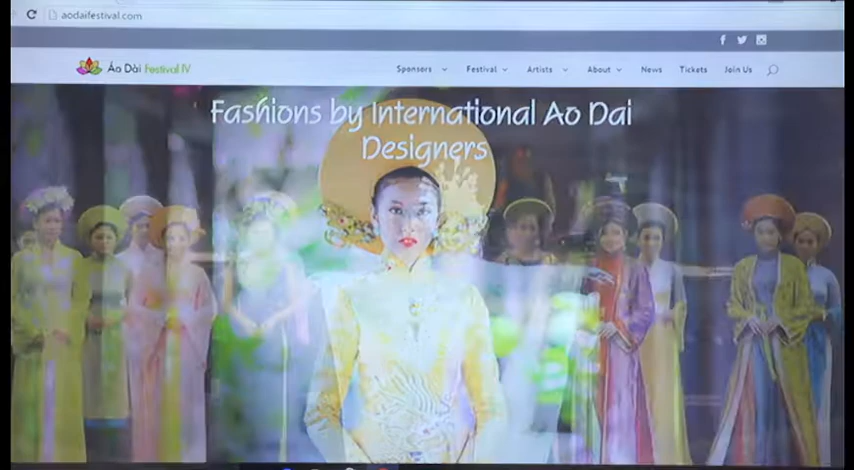 aodaifestival.com
Áo Dài Festival IV
Sponsors Festival Artists About News Tickets Join Us
Fashions by International Ao Dai
Designers